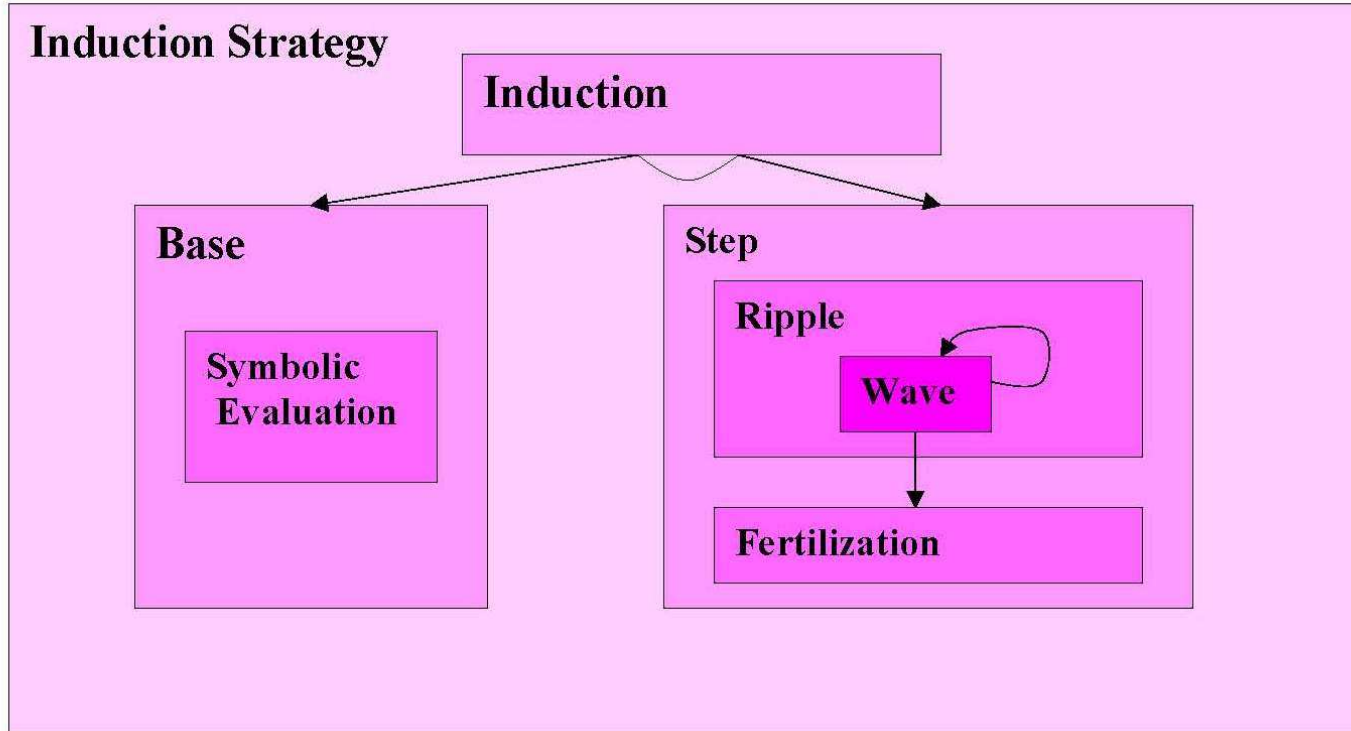 Induction Strategy
Induction
Base
Symbolic
Evaluation
Step
Ripple
Wave
Fertilization